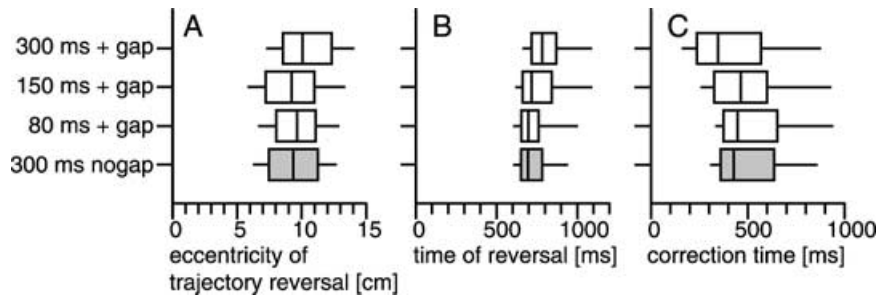 A
B
C
300 ms + gap
150 ms + gap
80 ms + gap
300 ms nogap
0 5 10 15
0 500 1000
0 500 1000
eccentricity of
trajectory reversal [cm]
time of reversal [ms]
correction time [ms]